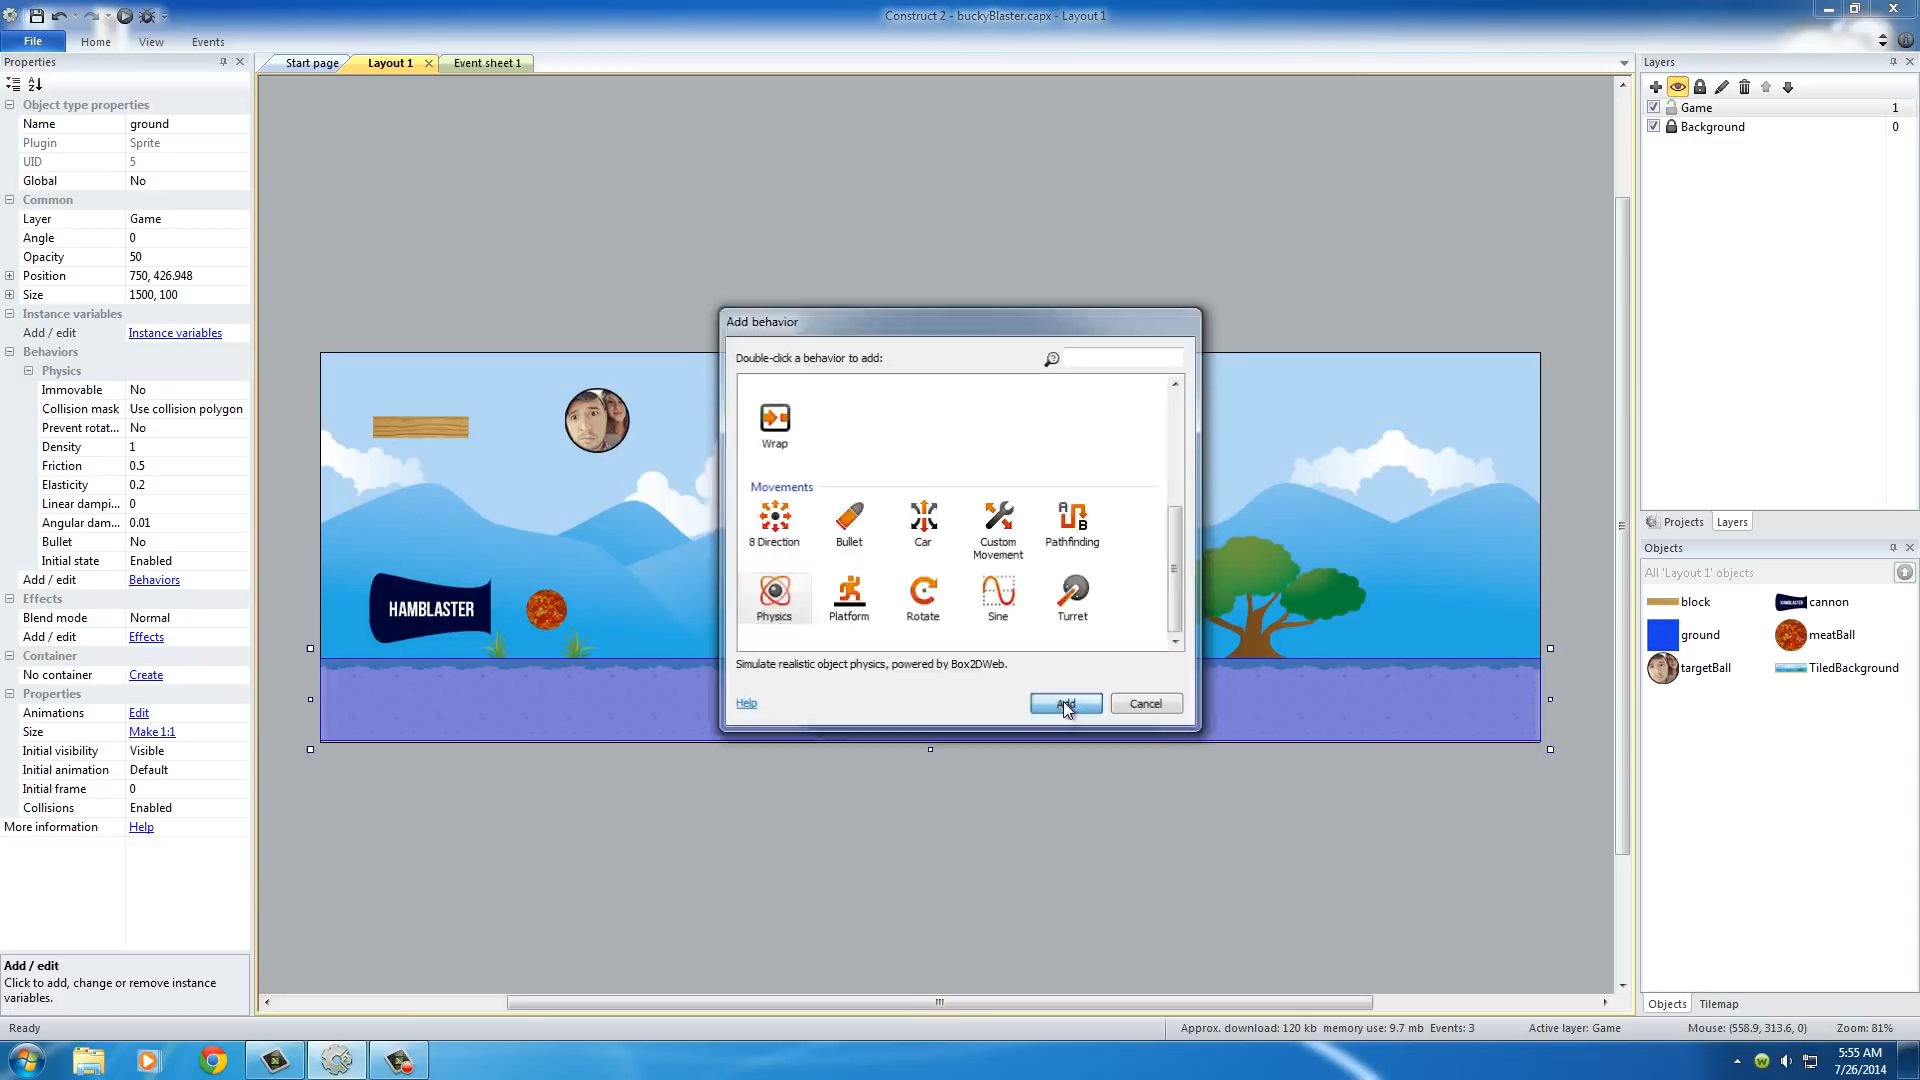 Construct 2 - buckyBlaster.capx - Layout 1
File Home View Events
Properties
Object type properties
Name ground
Plugin Sprite
UID 5
Global No
Common
Layer Game
Angle 0
Opacity 50
Position 750, 426.948
Size 1500, 100
Instance variables
Add / edit Instance variables
Behaviors
Physics
Immovable No
Collision mask Use collision polygon
Prevent rotat... No
Density 1
Friction 0.5
Elasticity 0.2
Linear dampi... 0
Angular dam... 0.01
Bullet No
Initial state Enabled
Add / edit Behaviors
Effects
Blend mode Normal
Add / edit Effects
Container
No container Create
Properties
Animations Edit
Size Make 1:1
Initial visibility Visible
Initial animation Default
Initial frame 0
Collisions Enabled
More information Help
Add / edit
Click to add, change or remove instance
variables.
Start page Layout 1 Event sheet 1
HAMBLASTER
Add behavior
Double-click a behavior to add:
Wrap
Movements
8 Direction Bullet Car Custom Movement Pathfinding
Physics Platform Rotate Sine Turret
Simulate realistic object physics, powered by Box2DWeb.
Help Add Cancel
Layers
Game 1
Background 0
Projects Layers
Objects
All 'Layout 1' objects
block cannon
HAMBLASTER
ground meatBall
targetBall TiledBackground
Objects Tilemap
Ready Approx. download: 120 kb memory use: 9.7 mb Events: 3 Active layer: Game Mouse: (558.9, 313.6, 0) Zoom: 81%
5:55 AM
7/26/2014